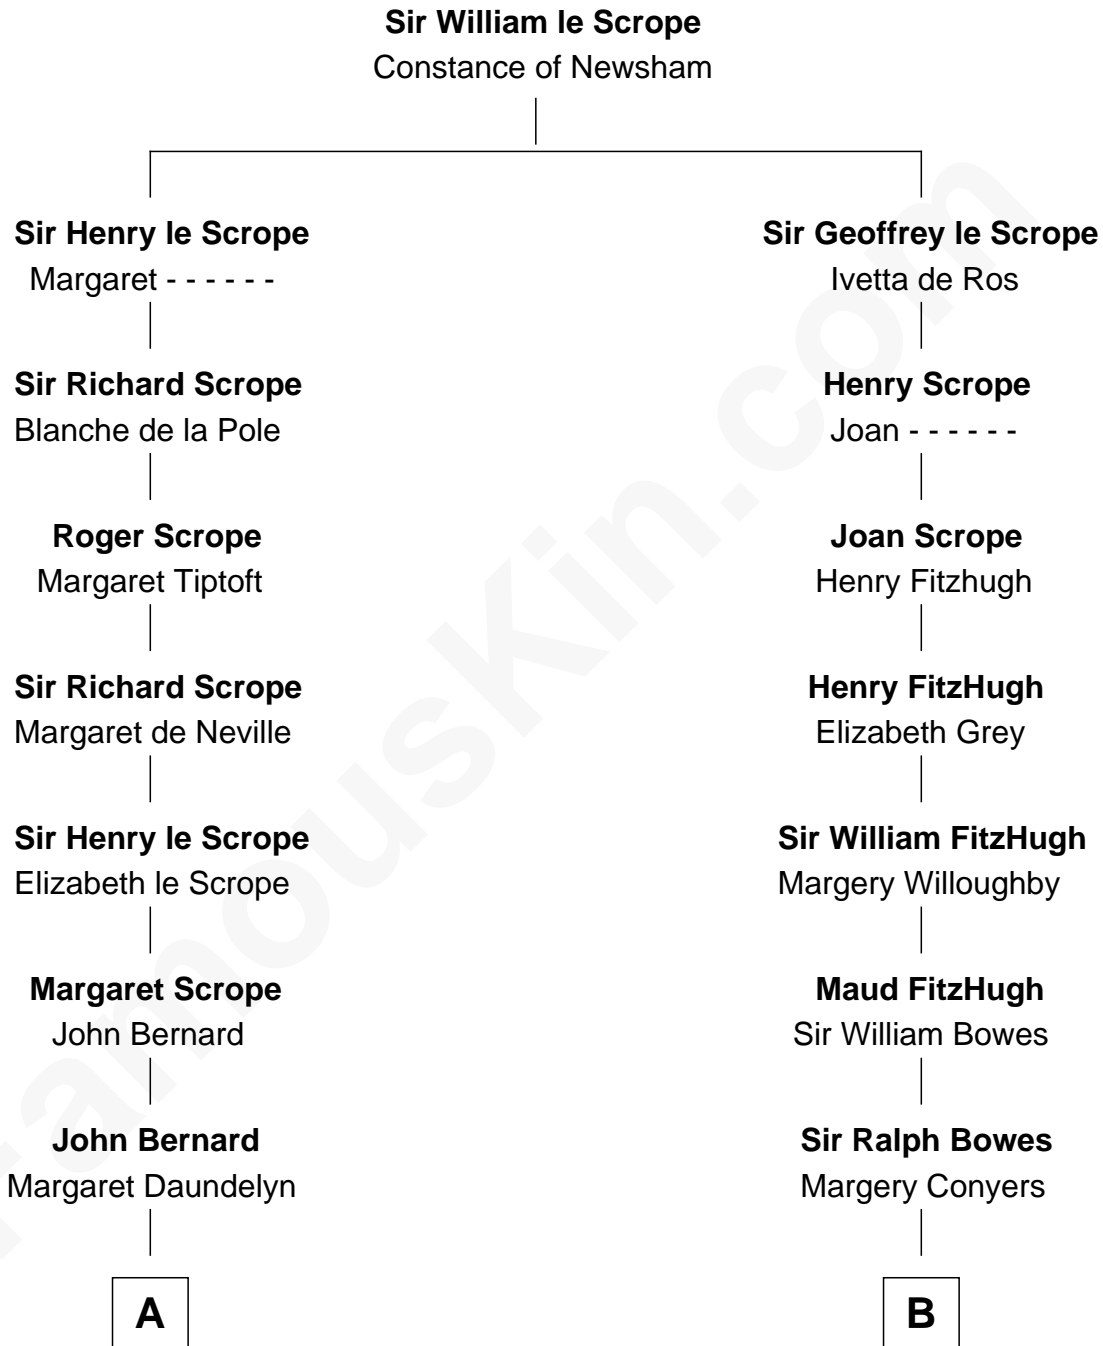 Sir William le Scrope
Constance of Newsham
Sir Henry le Scrope
Margaret - - - - - -
Sir Geoffrey le Scrope
Ivetta de Ros
Sir Richard Scrope
Blanche de la Pole
Henry Scrope
Joan - - - - - -
Roger Scrope
Margaret Tiptoft
Joan Scrope
Henry Fitzhugh
Sir Richard Scrope
Margaret de Neville
Henry FitzHugh
Elizabeth Grey
Sir Henry le Scrope
Elizabeth le Scrope
Sir William FitzHugh
Margery Willoughby
Margaret Scrope
John Bernard
Maud FitzHugh
Sir William Bowes
John Bernard
Margaret Daundelyn
Sir Ralph Bowes
Margery Conyers
A
B
FamousKin.com